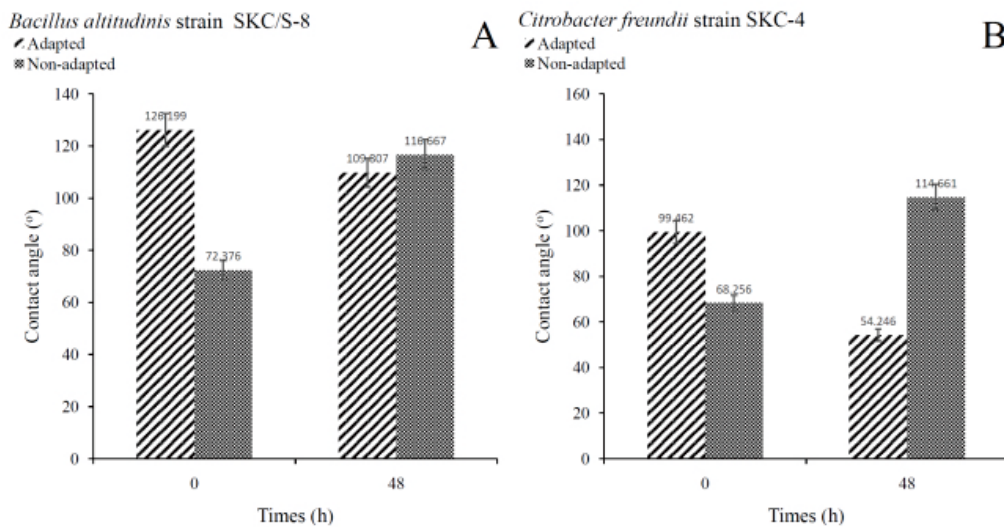 Bacillus altitudinis strain SKC/S-8
A
Adapted
Non-adapted
140
120
100
80
60
40
20
0
126,199
72,376
109,807
116,667
0
48
Contact angle (º)
Times (h)
Citrobacter freundii strain SKC-4
B
Adapted
Non-adapted
160
140
120
100
80
60
40
20
0
99,462
68,256
54,246
114,661
0
48
Contact angle (º)
Times (h)